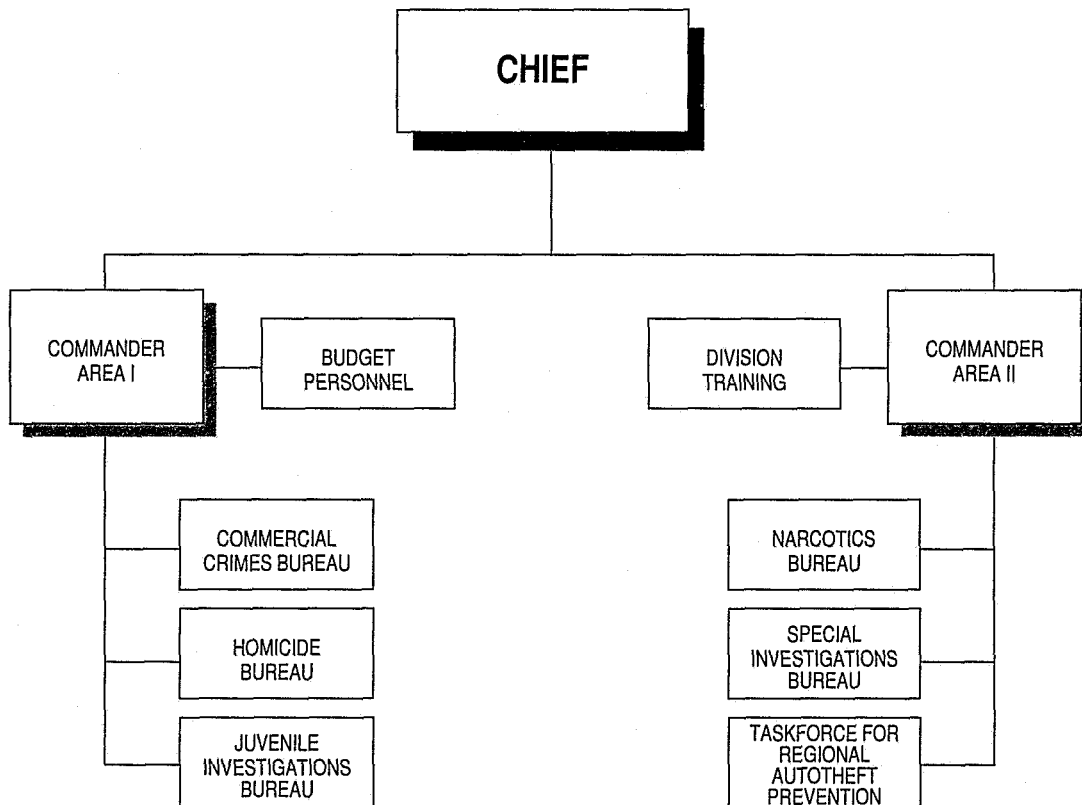 CHIEF
COMMANDER
AREA I
BUDGET
PERSONNEL
DIVISION
TRAINING
COMMANDER
AREA II
COMMERCIAL
CRIMES BUREAU
HOMICIDE
BUREAU
JUVENILE
INVESTIGATIONS
BUREAU
NARCOTICS
BUREAU
SPECIAL
INVESTIGATIONS
BUREAU
TASKFORCE FOR
REGIONAL
AUTOTHEFT
PREVENTION